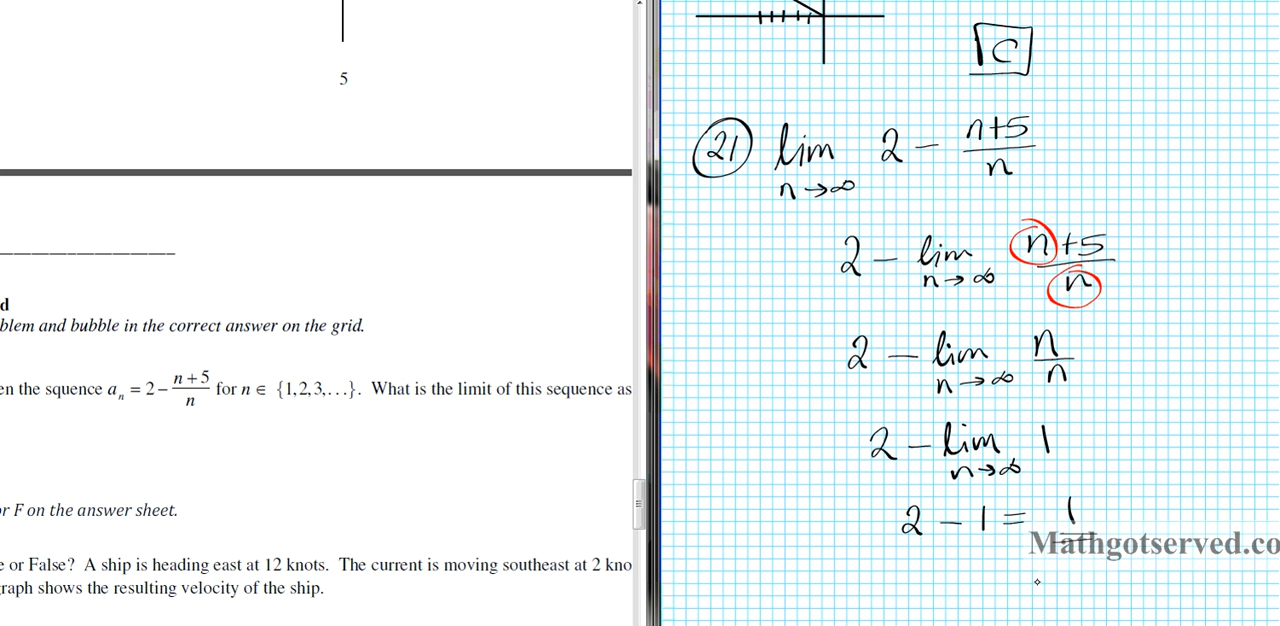 5
d
blem and bubble in the correct answer on the grid.
en the squence aₙ = 2 − (n + 5)/n for n ∈ {1,2,3,…}. What is the limit of this sequence as
r F on the answer sheet.
e or False? A ship is heading east at 12 knots. The current is moving southeast at 2 kno
raph shows the resulting velocity of the ship.
C
21 lim n→∞ 2 − (n+5)/n
2 − lim n→∞ (n+5)/n
2 − lim n→∞ n/n
2 − lim n→∞ 1
2 − 1 = 1
Mathgotserved.co